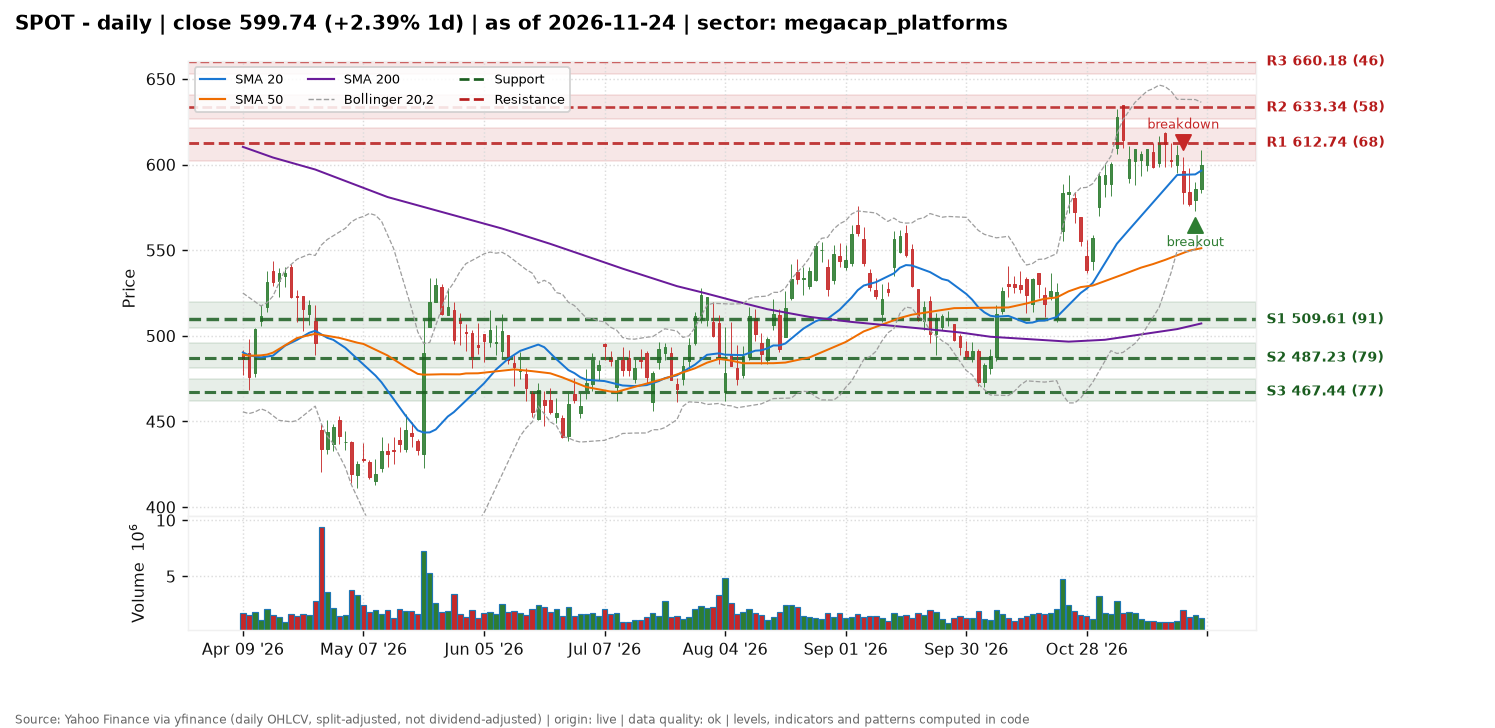 SPOT - daily | close 599.74 (+2.39% 1d) | as of 2026-11-24 | sector: megacap_platforms
SMA 20
SMA 50
SMA 200
Bollinger 20,2
Support
Resistance
R3 660.18 (46)
R2 633.34 (58)
R1 612.74 (68)
S1 509.61 (91)
S2 487.23 (79)
S3 467.44 (77)
breakdown
breakout
Price
650
600
550
500
450
400
Volume 10⁶
10
5
Apr 09 '26
May 07 '26
Jun 05 '26
Jul 07 '26
Aug 04 '26
Sep 01 '26
Sep 30 '26
Oct 28 '26
Source: Yahoo Finance via yfinance (daily OHLCV, split-adjusted, not dividend-adjusted) | origin: live | data quality: ok | levels, indicators and patterns computed in code